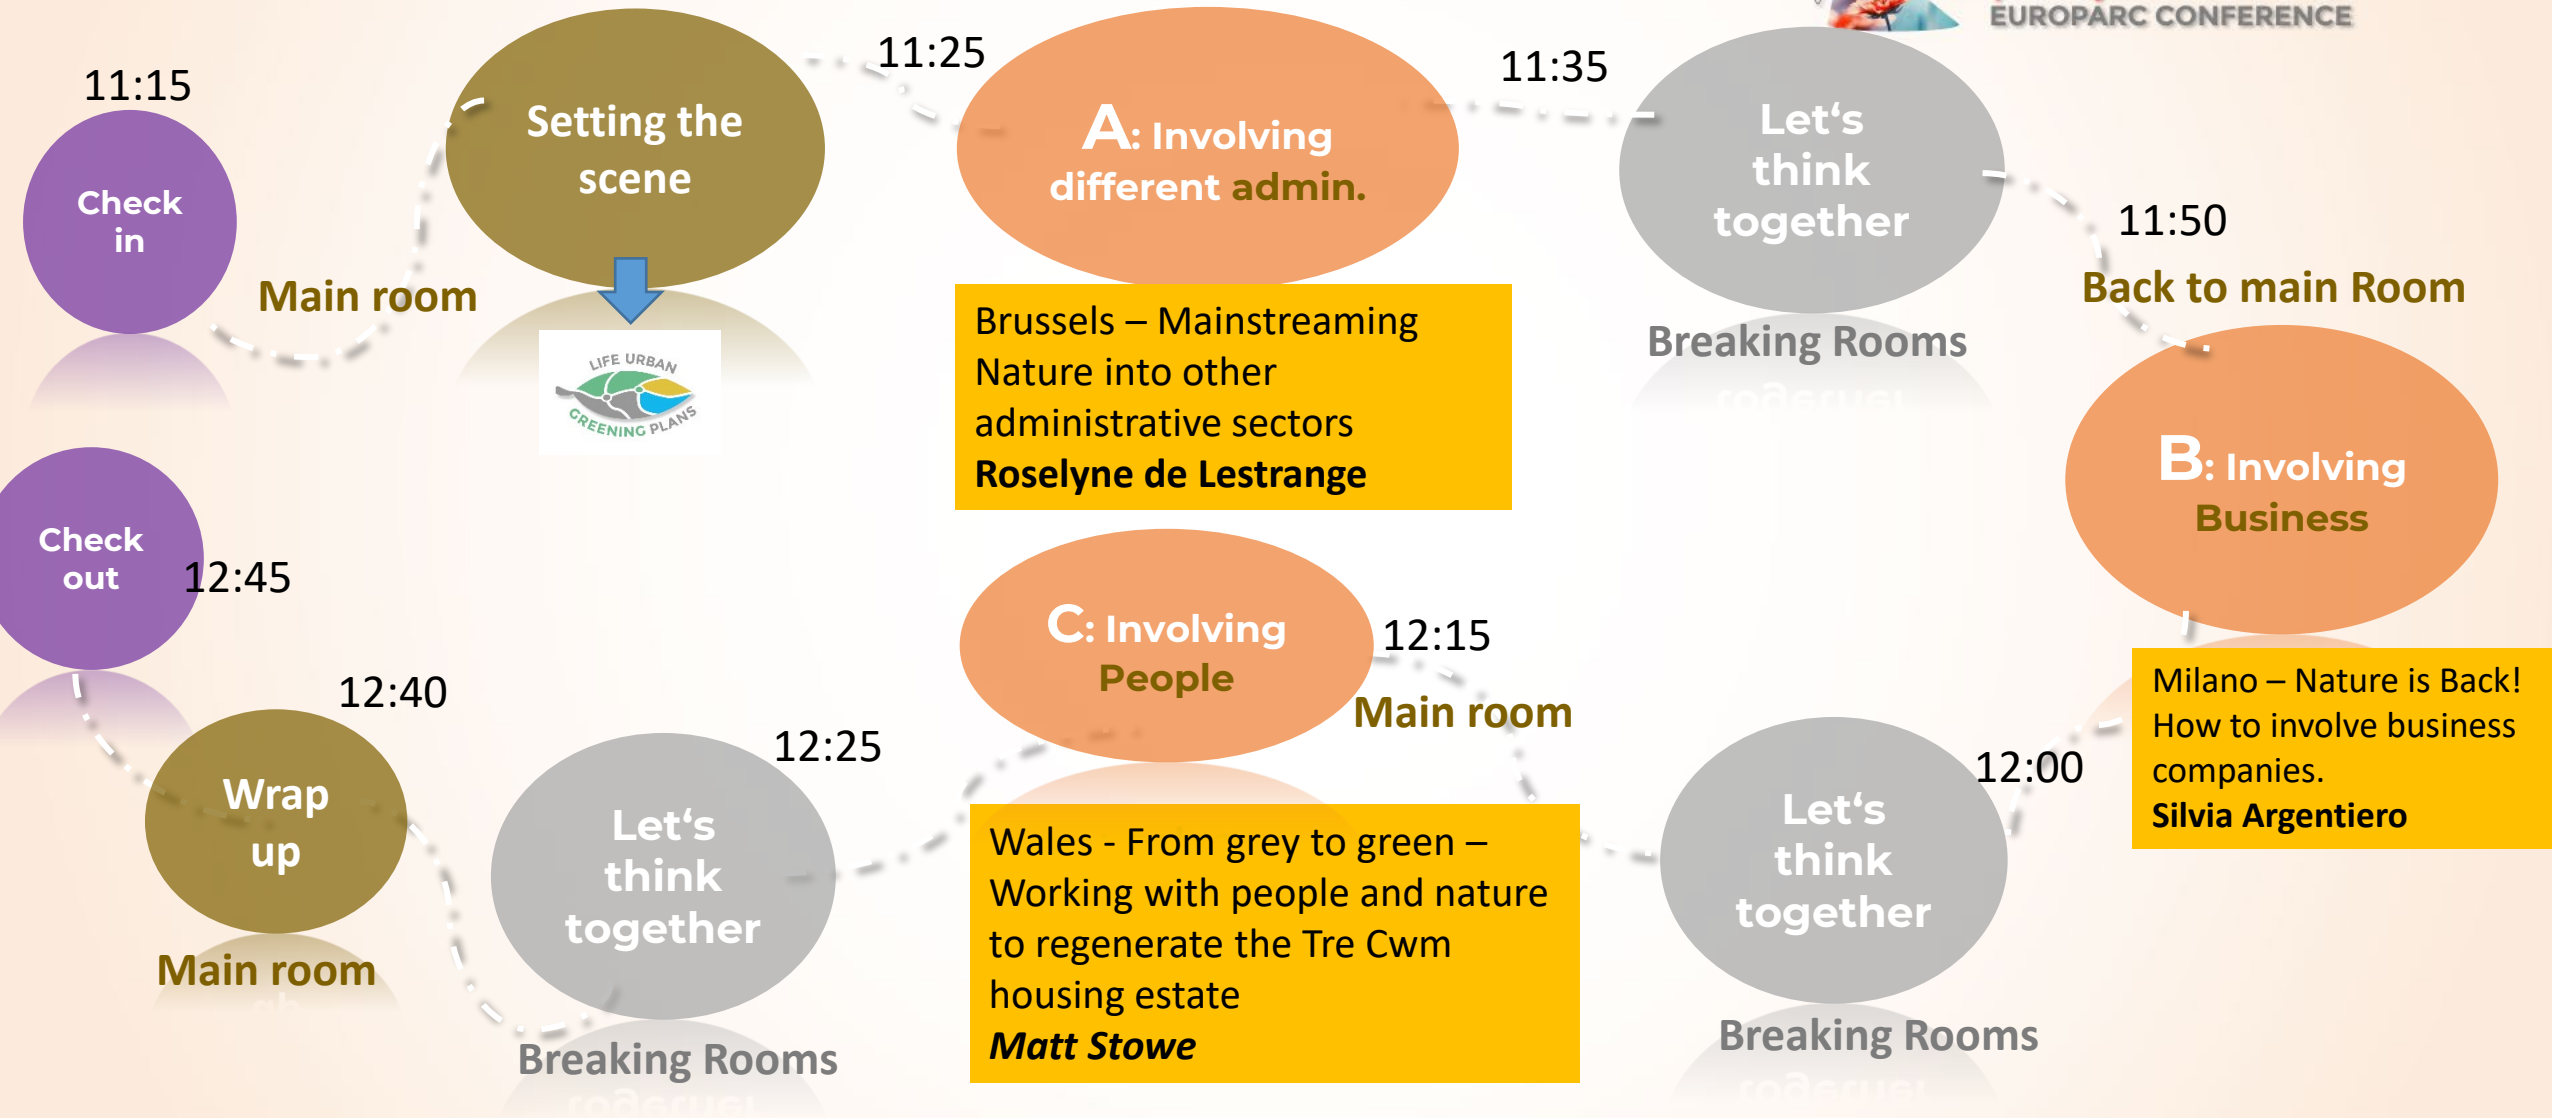 EUROPARC CONFERENCE
11:15
Check
in
Main room
Setting the
scene
LIFE URBAN
GREENING PLANS
11:25
A: Involving
different admin.
Brussels – Mainstreaming
Nature into other
administrative sectors
Roselyne de Lestrange
11:35
Let‘s
think
together
Breaking Rooms
11:50
Back to main Room
B: Involving
Business
Milano – Nature is Back!
How to involve business
companies.
Silvia Argentiero
12:00
Let‘s
think
together
Breaking Rooms
12:15
Main room
C: Involving
People
Wales - From grey to green –
Working with people and nature
to regenerate the Tre Cwm
housing estate
Matt Stowe
12:25
Let‘s
think
together
Breaking Rooms
12:40
Wrap
up
Main room
12:45
Check
out